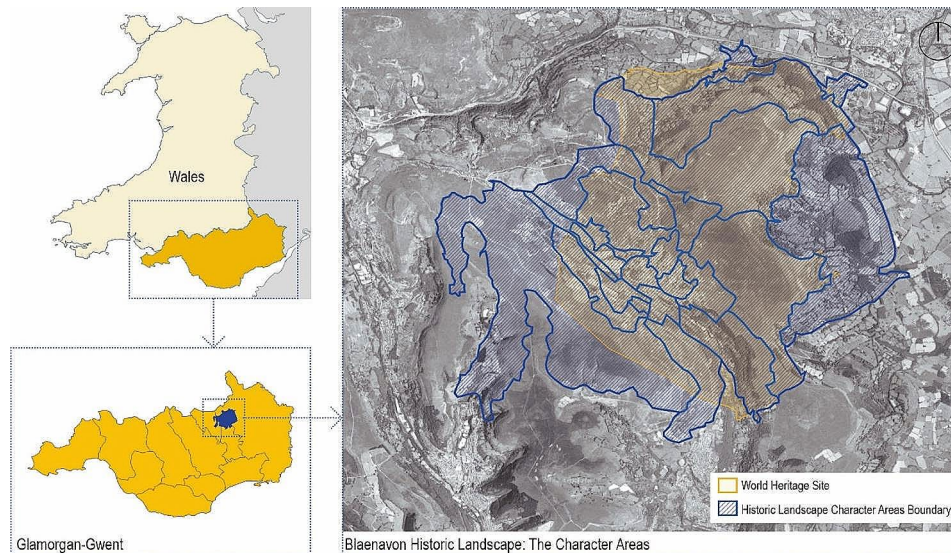 Wales
Glamorgan-Gwent
World Heritage Site
Historic Landscape Character Areas Boundary
Blaenavon Historic Landscape: The Character Areas